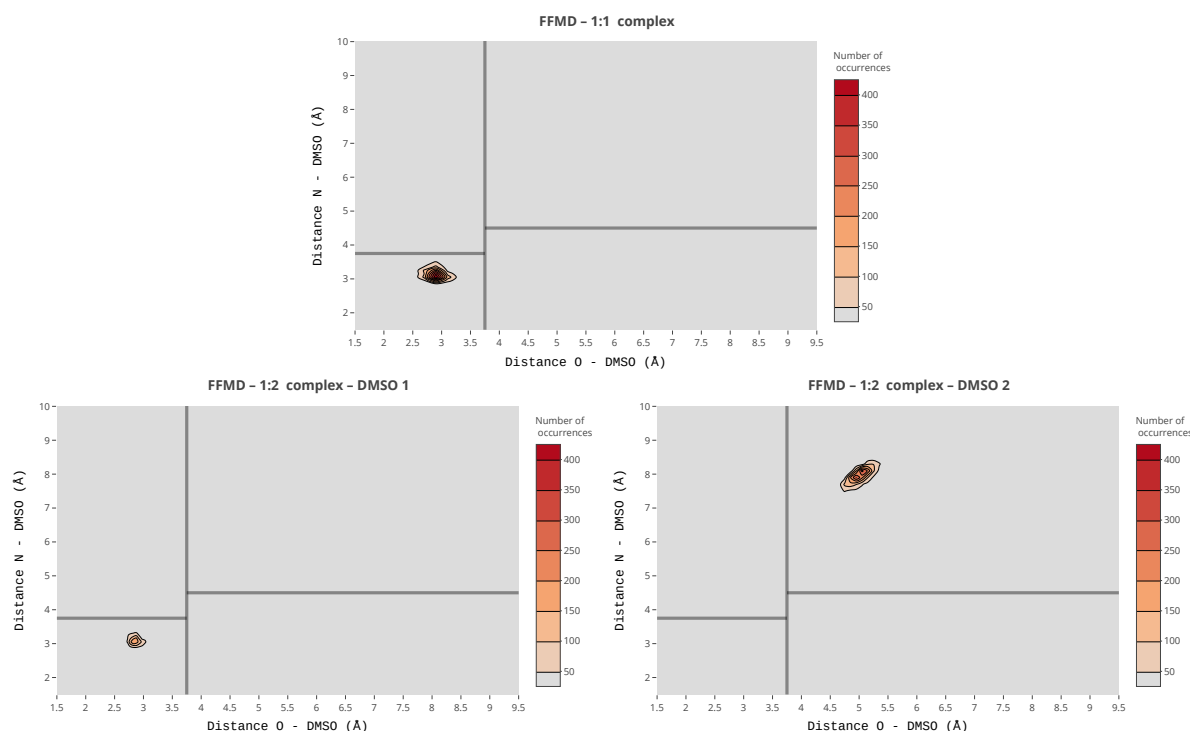 FFMD – 1:1 complex
Number of
occurrences
10
9
8
7
6
5
4
3
2
Distance N - DMSO (Å)
400
350
300
250
200
150
100
50
1.5 2 2.5 3 3.5 4 4.5 5 5.5 6 6.5 7 7.5 8 8.5 9 9.5
Distance O - DMSO (Å)
FFMD – 1:2 complex – DMSO 1
Number of
occurrences
10
9
8
7
6
5
4
3
2
Distance N - DMSO (Å)
400
350
300
250
200
150
100
50
1.5 2 2.5 3 3.5 4 4.5 5 5.5 6 6.5 7 7.5 8 8.5 9 9.5
Distance O - DMSO (Å)
FFMD – 1:2 complex – DMSO 2
Number of
occurrences
10
9
8
7
6
5
4
3
2
Distance N - DMSO (Å)
400
350
300
250
200
150
100
50
1.5 2 2.5 3 3.5 4 4.5 5 5.5 6 6.5 7 7.5 8 8.5 9 9.5
Distance O - DMSO (Å)